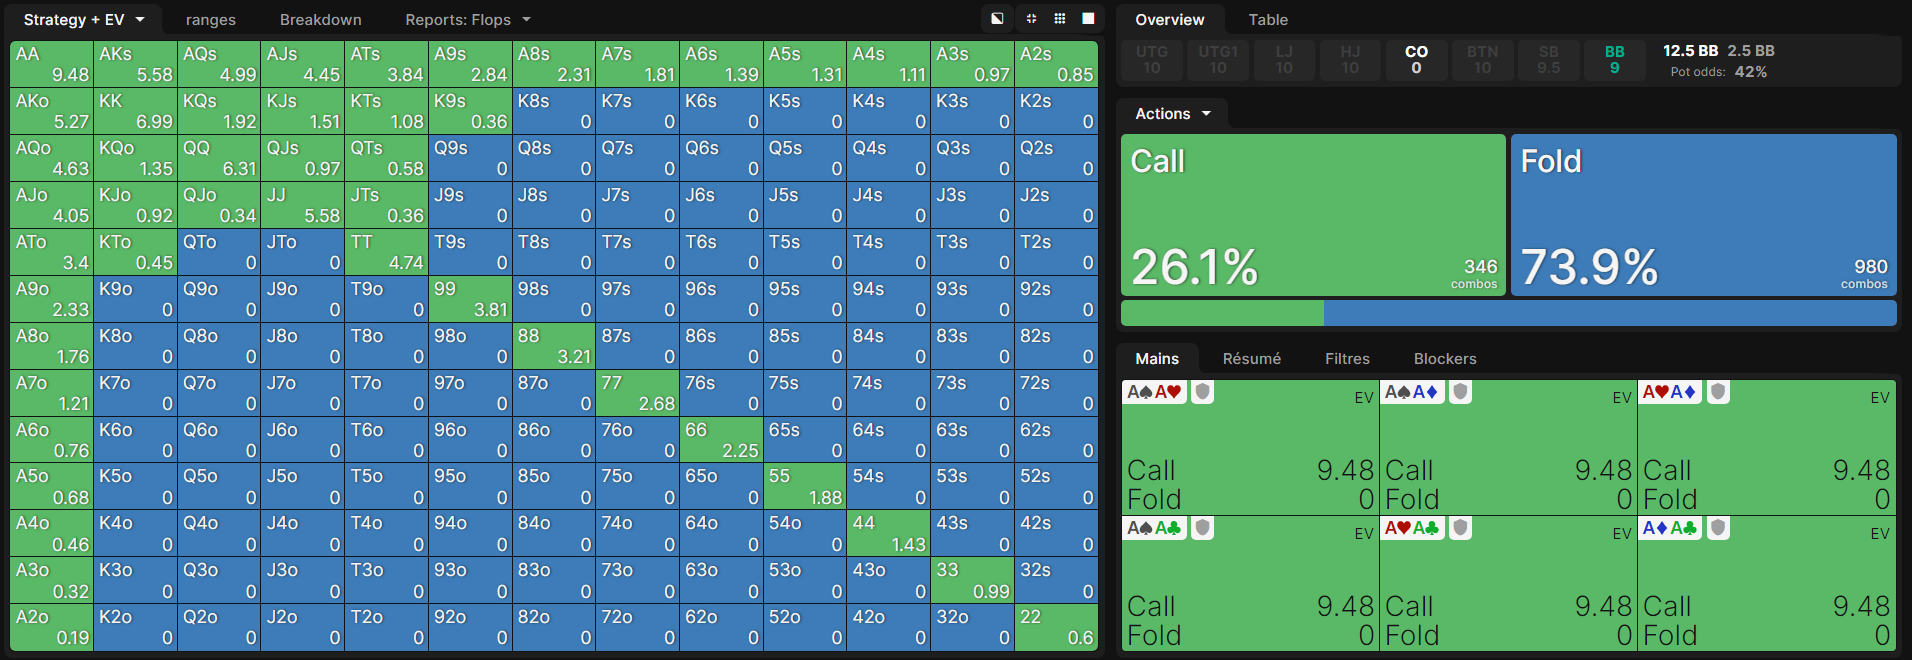 Strategy + EV ranges Breakdown Reports: Flops
AA AKs AQs AJs ATs A9s A8s A7s A6s A5s A4s A3s A2s
9.48 5.58 4.99 4.45 3.84 2.84 2.31 1.81 1.39 1.31 1.11 0.97 0.85
AKo KK KQs KJs KTs K9s K8s K7s K6s K5s K4s K3s K2s
5.27 6.99 1.92 1.51 1.08 0.36 0 0 0 0 0 0 0
AQo KQo QQ QJs QTs Q9s Q8s Q7s Q6s Q5s Q4s Q3s Q2s
4.63 1.35 6.31 0.97 0.58 0 0 0 0 0 0 0 0
AJo KJo QJo JJ JTs J9s J8s J7s J6s J5s J4s J3s J2s
4.05 0.92 0.34 5.58 0.36 0 0 0 0 0 0 0 0
ATo KTo QTo JTo TT T9s T8s T7s T6s T5s T4s T3s T2s
3.4 0.45 0 0 4.74 0 0 0 0 0 0 0 0
A9o K9o Q9o J9o T9o 99 98s 97s 96s 95s 94s 93s 92s
2.33 0 0 0 0 3.81 0 0 0 0 0 0 0
A8o K8o Q8o J8o T8o 98o 88 87s 86s 85s 84s 83s 82s
1.76 0 0 0 0 0 3.21 0 0 0 0 0 0
A7o K7o Q7o J7o T7o 97o 87o 77 76s 75s 74s 73s 72s
1.21 0 0 0 0 0 0 2.68 0 0 0 0 0
A6o K6o Q6o J6o T6o 96o 86o 76o 66 65s 64s 63s 62s
0.76 0 0 0 0 0 0 0 2.25 0 0 0 0
A5o K5o Q5o J5o T5o 95o 85o 75o 65o 55 54s 53s 52s
0.68 0 0 0 0 0 0 0 0 1.88 0 0 0
A4o K4o Q4o J4o T4o 94o 84o 74o 64o 54o 44 43s 42s
0.46 0 0 0 0 0 0 0 0 0 1.43 0 0
A3o K3o Q3o J3o T3o 93o 83o 73o 63o 53o 43o 33 32s
0.32 0 0 0 0 0 0 0 0 0 0 0.99 0
A2o K2o Q2o J2o T2o 92o 82o 72o 62o 52o 42o 32o 22
0.19 0 0 0 0 0 0 0 0 0 0 0 0.6
Overview Table
UTG UTG1 LJ HJ CO BTN SB BB 12.5 BB 2.5 BB
10 10 10 10 0 10 9.5 9 Pot odds: 42%
Actions
Call Fold
26.1% 346 combos 73.9% 980 combos
Mains Résumé Filtres Blockers
A♠A♥ EV A♠A♦ EV A♥A♦ EV
Call 9.48 Call 9.48 Call 9.48
Fold 0 Fold 0 Fold 0
A♠A♣ EV A♥A♣ EV A♦A♣ EV
Call 9.48 Call 9.48 Call 9.48
Fold 0 Fold 0 Fold 0